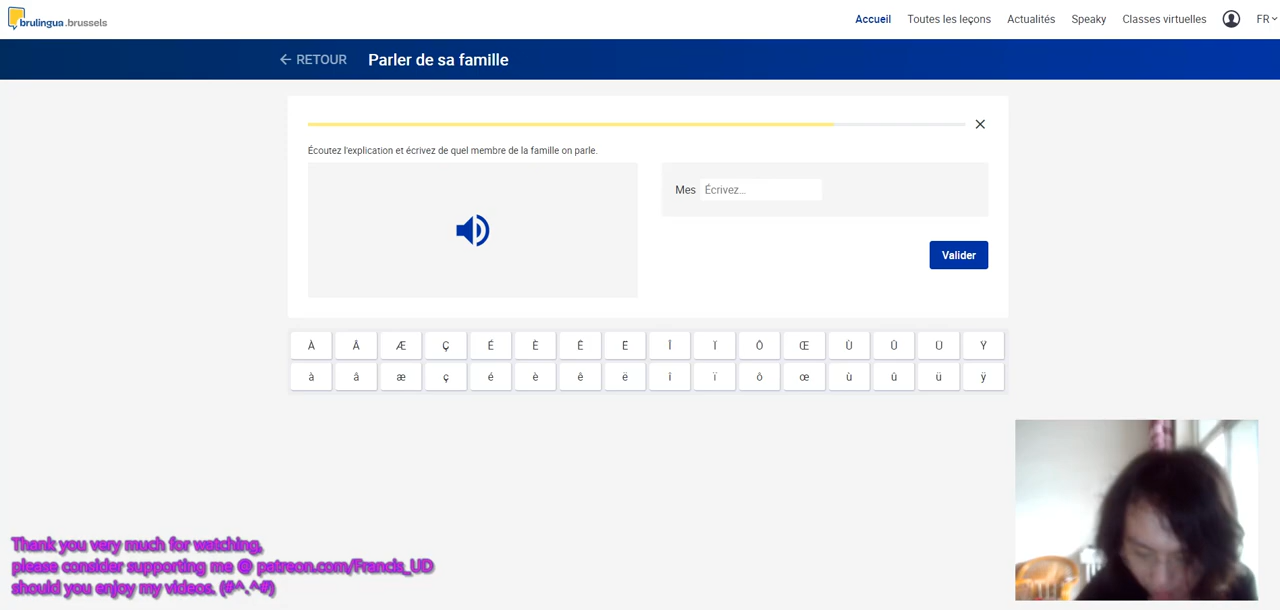 brulingua.brussels
Accueil Toutes les leçons Actualités Speaky Classes virtuelles FR
← RETOUR Parler de sa famille
Écoutez l'explication et écrivez de quel membre de la famille on parle.
Mes Écrivez...
Valider
À Â Æ Ç É È Ê Ë Î Ï Ô Œ Ù Û Ü Ÿ
à â æ ç é è ê ë î ï ô œ ù û ü ÿ
Thank you very much for watching,
please consider supporting me @ patreon.com/Francis_UD
should you enjoy my videos. (#^.^#)